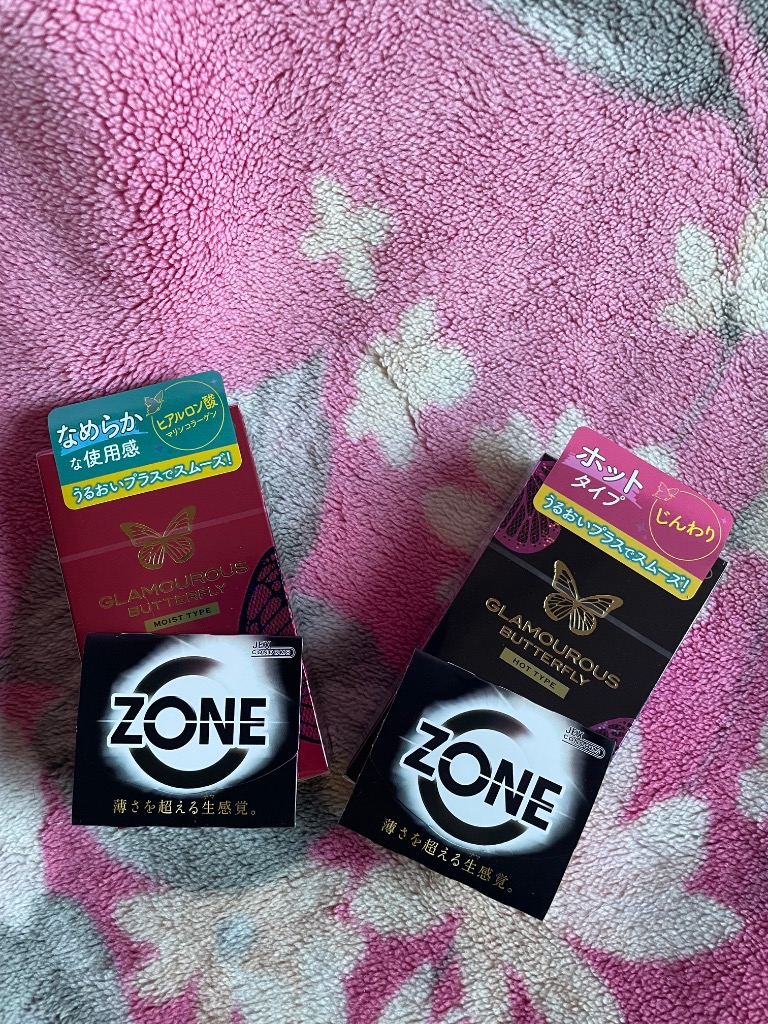 なめらか
な使用感
ヒアルロン酸
マリンコラーゲン
うるおいプラスでスムーズ!
GLAMOUROUS
BUTTERFLY
MOIST TYPE
JEX
CONDOMS
ZONE
薄さを超える生感覚。
ホット
タイプ
じんわり
うるおいプラスでスムーズ!
GLAMOUROUS
BUTTERFLY
HOT TYPE
JEX
CONDOMS
ZONE
薄さを超える生感覚。